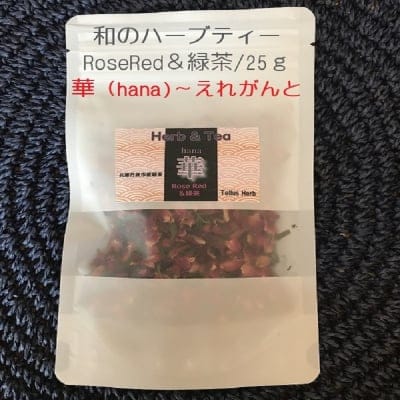 和のハーブティー
RoseRed＆緑茶/25ｇ
華 (hana)～えれがんと
Herb & Tea
hana
華
Rose Red
&緑茶
Tellus Herb